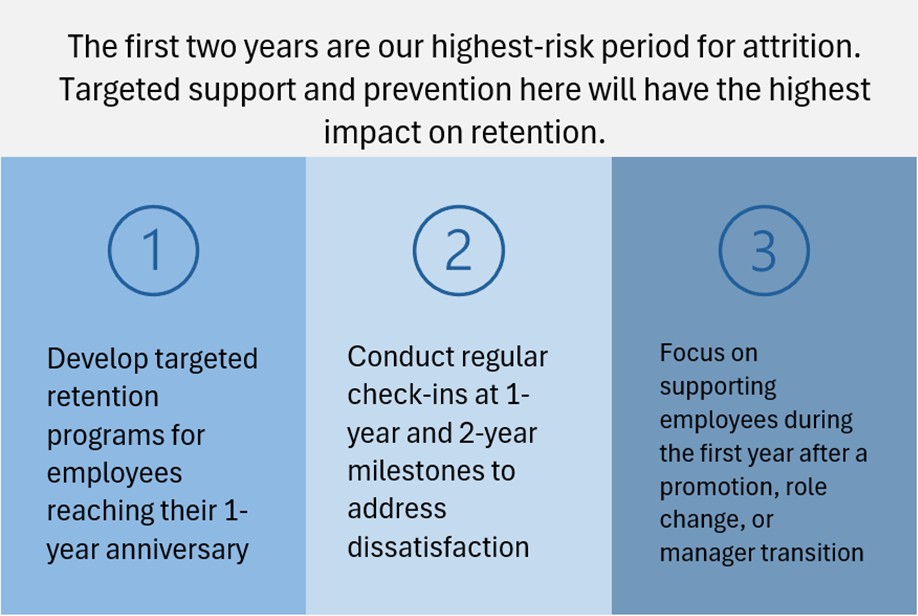 The first two years are our highest-risk period for attrition.
Targeted support and prevention here will have the highest
impact on retention.
1
Develop targeted
retention
programs for
employees
reaching their 1-
year anniversary
2
Conduct regular
check-ins at 1-
year and 2-year
milestones to
address
dissatisfaction
3
Focus on
supporting
employees during
the first year after a
promotion, role
change, or
manager transition